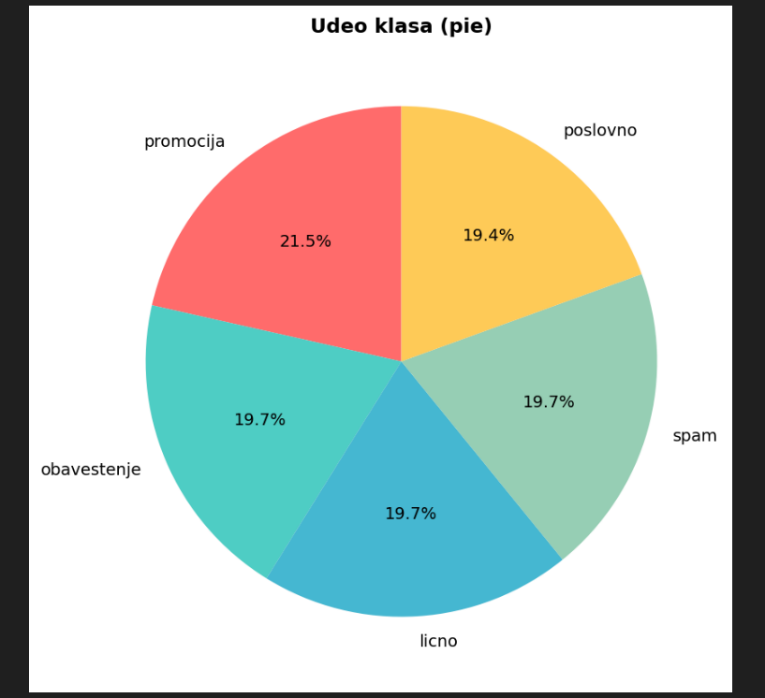 Udeo klasa (pie)
poslovno
promocija
19.4%
21.5%
19.7%
19.7%
spam
obavestenje
19.7%
licno